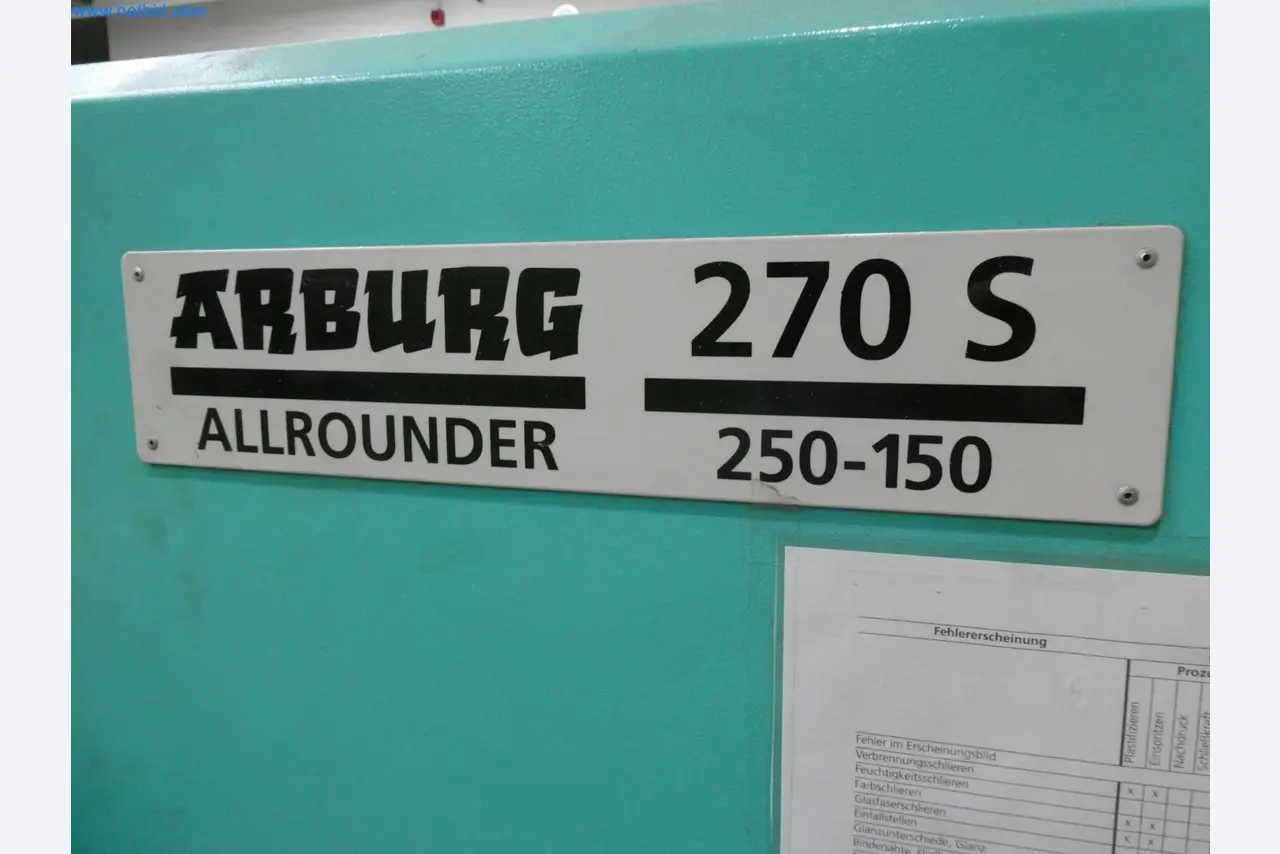 www.netbid.com
ARBURG 270 S
ALLROUNDER 250-150
Fehlererscheinung
Plastifizieren
Einspritzen
Nachdruck
Schließkraft
Fehler im Erscheinungsbild
Verbrennungsschlieren
Feuchtigkeitsschlieren
Farbschlieren x x
Glasfaserschlieren
Einfallstellen x x
Glanzunterschiede, Glanz x x